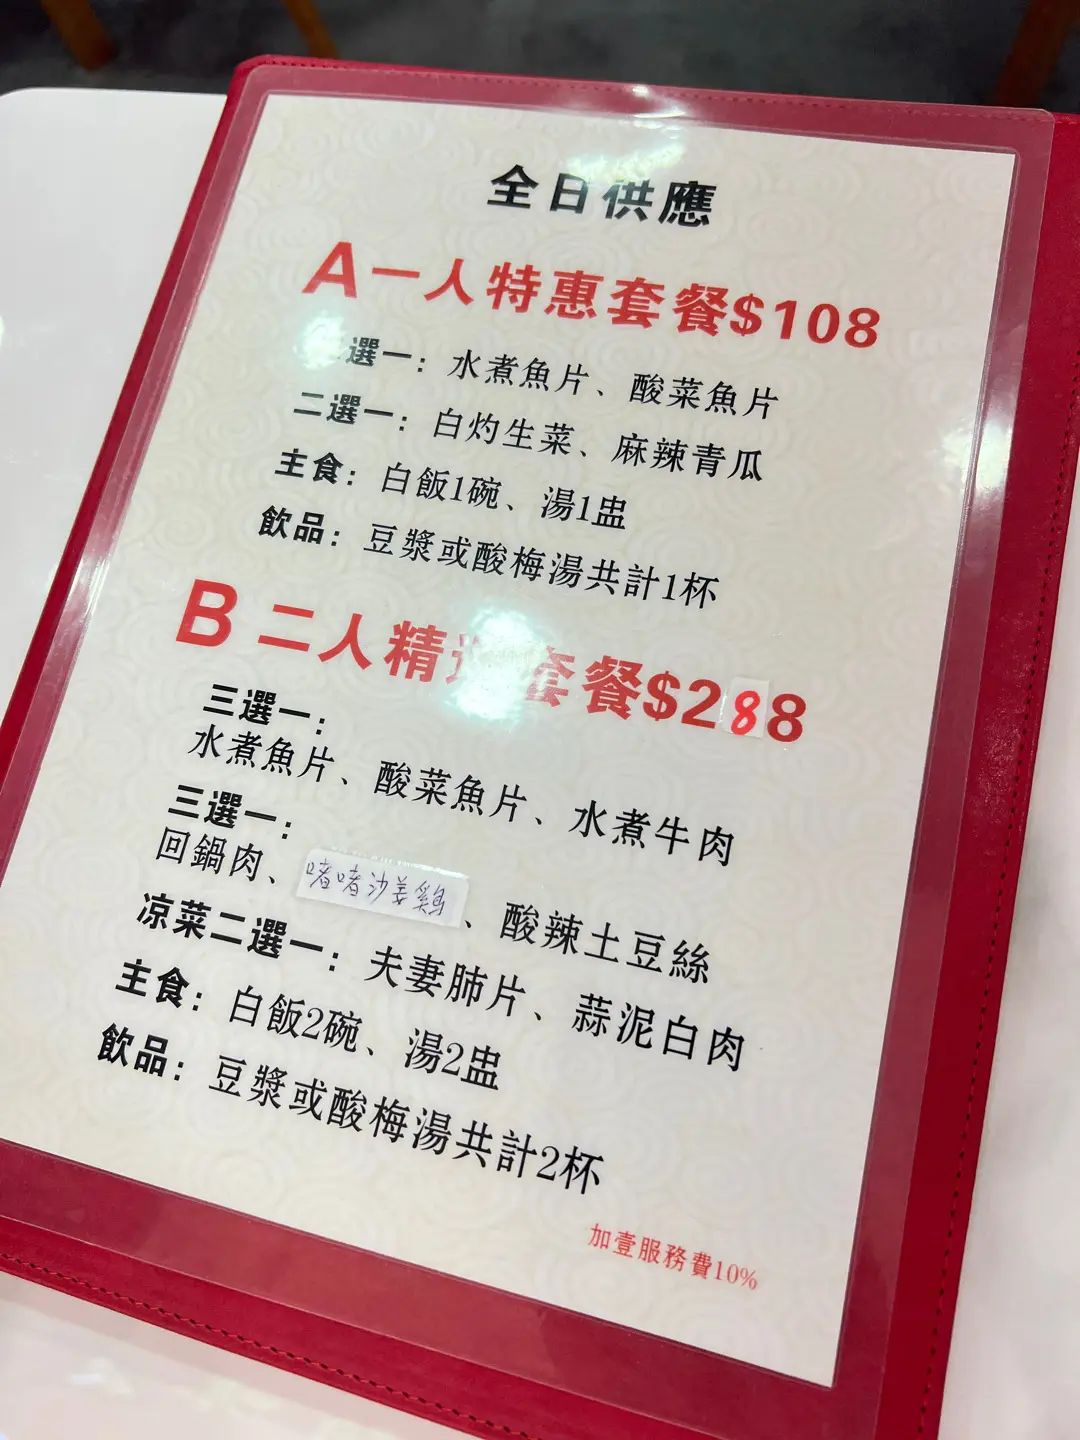 全日供應
A一人特惠套餐$108
選一：水煮魚片、酸菜魚片
二選一：白灼生菜、麻辣青瓜
主食：白飯1碗、湯1盅
飲品：豆漿或酸梅湯共計1杯
B 二人精 套餐$288
三選一：
水煮魚片、酸菜魚片、水煮牛肉
三選一：
回鍋肉、啫啫沙姜雞、酸辣土豆絲
凉菜二選一：夫妻肺片、蒜泥白肉
主食：白飯2碗、湯2盅
飲品：豆漿或酸梅湯共計2杯
加壹服務費10%